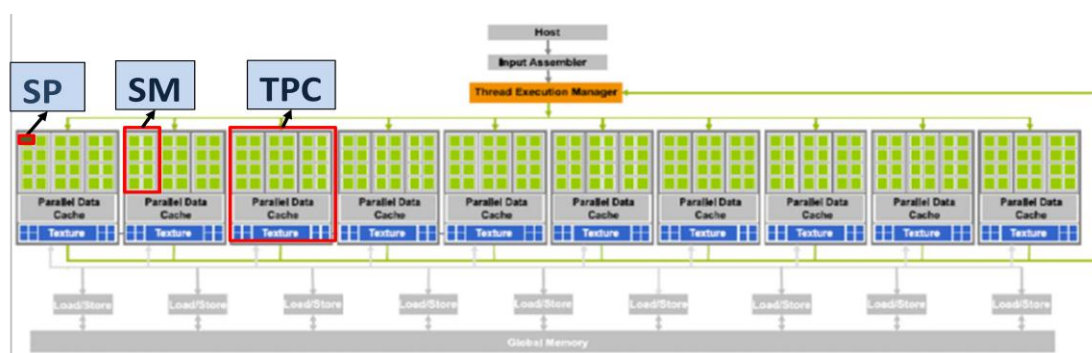 Host
Input Assembler
Thread Execution Manager
SP
SM
TPC
Parallel Data Cache
Parallel Data Cache
Parallel Data Cache
Parallel Data Cache
Parallel Data Cache
Parallel Data Cache
Parallel Data Cache
Parallel Data Cache
Parallel Data Cache
Parallel Data Cache
Texture
Texture
Texture
Texture
Texture
Texture
Texture
Texture
Texture
Texture
Load/Store
Load/Store
Load/Store
Load/Store
Load/Store
Load/Store
Load/Store
Load/Store
Load/Store
Global Memory